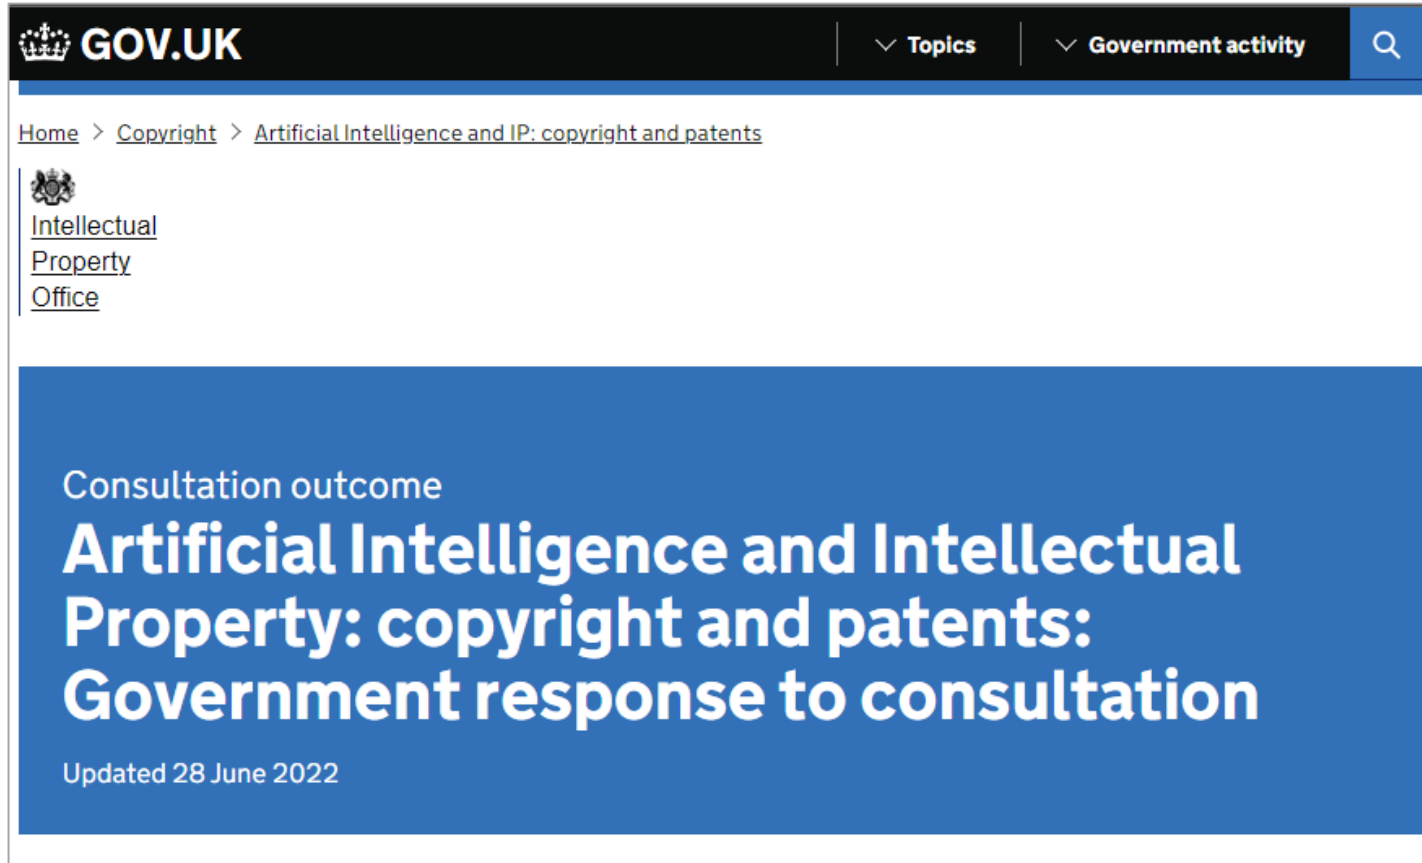 GOV.UK
Topics
Government activity
Home > Copyright > Artificial Intelligence and IP: copyright and patents
Intellectual
Property
Office
Consultation outcome
Artificial Intelligence and Intellectual
Property: copyright and patents:
Government response to consultation
Updated 28 June 2022